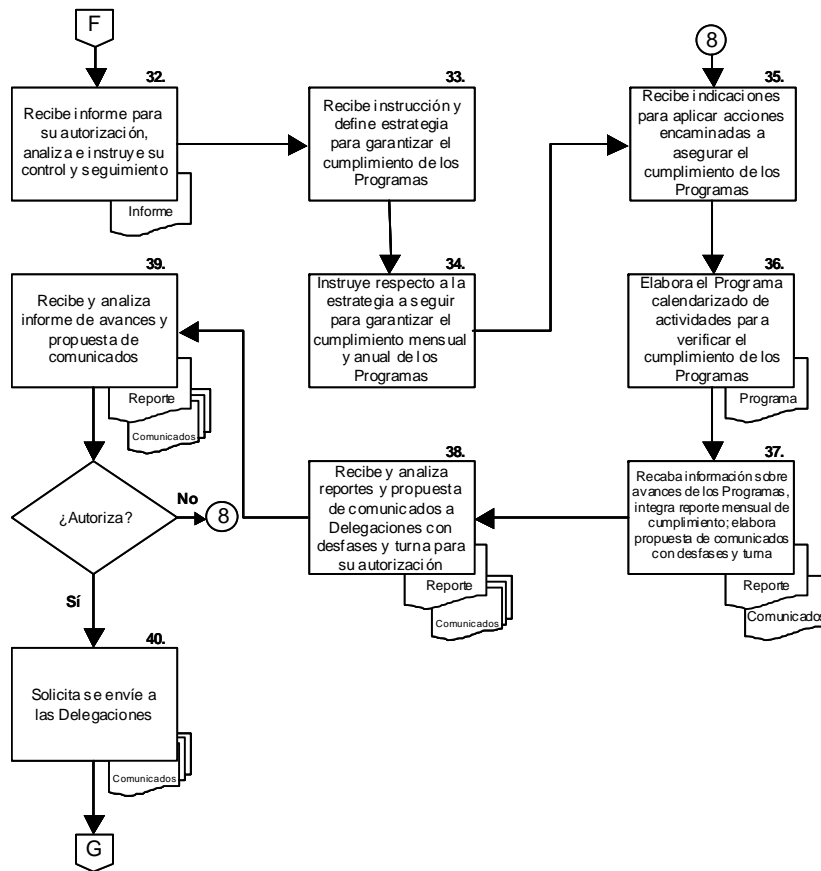 F
32.
Recibe informe para
su autorización,
analiza e instruye su
control y seguimiento
Informe
33.
Recibe instrucción y
define estrategia
para garantizar el
cumplimiento de los
Programas
8
35.
Recibe indicaciones
para aplicar acciones
encaminadas a
asegurar el
cumplimiento de los
Programas
34.
Instruye respecto a la
estrategia a seguir
para garantizar el
cumplimiento mensual
y anual de los
Programas
36.
Elabora el Programa
calendarizado de
actividades para
verificar el
cumplimiento de los
Programas
Programa
39.
Recibe y analiza
informe de avances y
propuesta de
comunicados
Reporte
Comunicados
38.
Recibe y analiza
reportes y propuesta
de comunicados a
Delegaciones con
desfases y turna para
su autorización
Reporte
Comunicados
37.
Recaba información sobre
avances de los Programas,
integra reporte mensual de
cumplimiento; elabora
propuesta de comunicados
con desfases y turna
Reporte
Comunicados
¿Autoriza?
No
8
Sí
40.
Solicita se envíe a
las Delegaciones
Comunicados
G